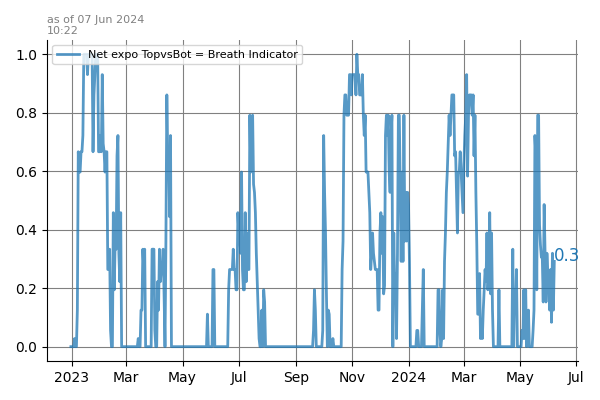 as of 07 Jun 2024
10:22
Net expo TopvsBot = Breath Indicator
1.0
0.8
0.6
0.4
0.3
0.2
0.0
2023 Mar May Jul Sep Nov 2024 Mar May Jul